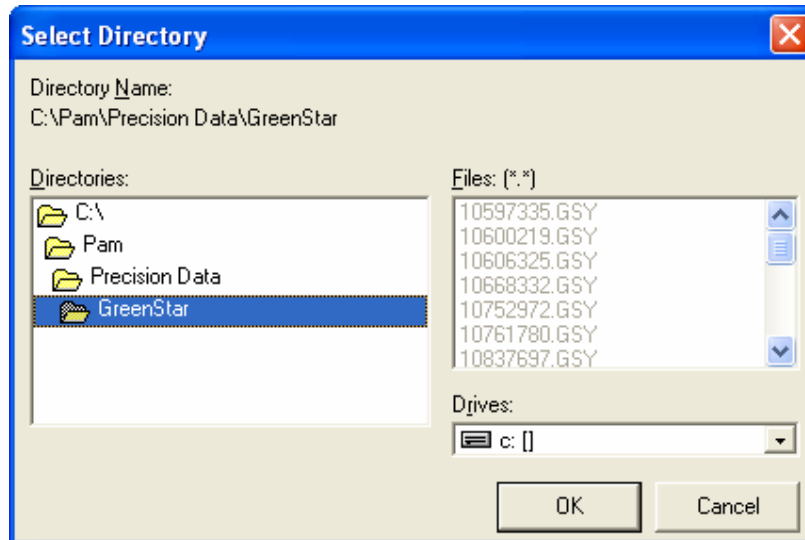 Select Directory
Directory Name:
C:\Pam\Precision Data\GreenStar
Directories:
C:\
Pam
Precision Data
GreenStar
Files: (*.*)
10597335.GSY
10600219.GSY
10606325.GSY
10668332.GSY
10752972.GSY
10761780.GSY
10837697.GSY
Drives:
c: []
OK
Cancel